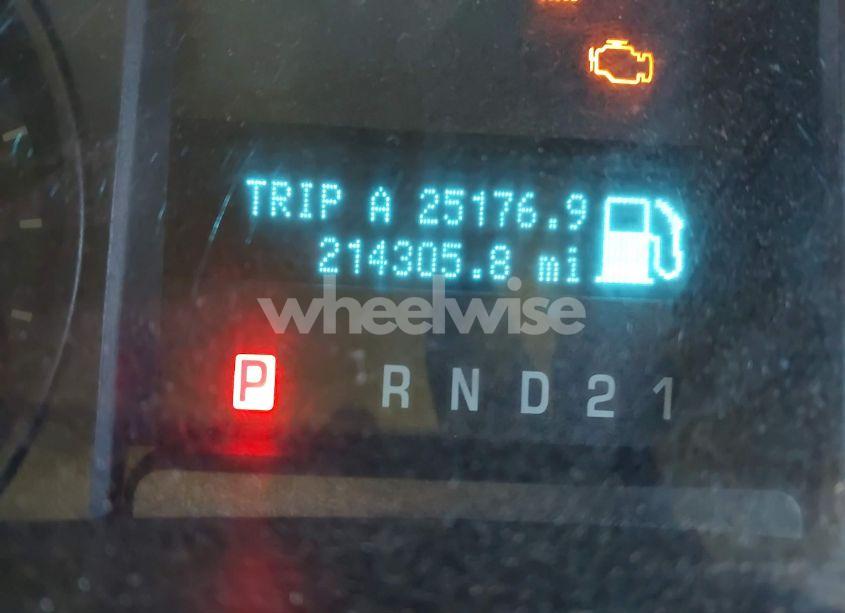 TRIP A 25176.9
214305.8 mi
wheelwise
P R N D 2 1